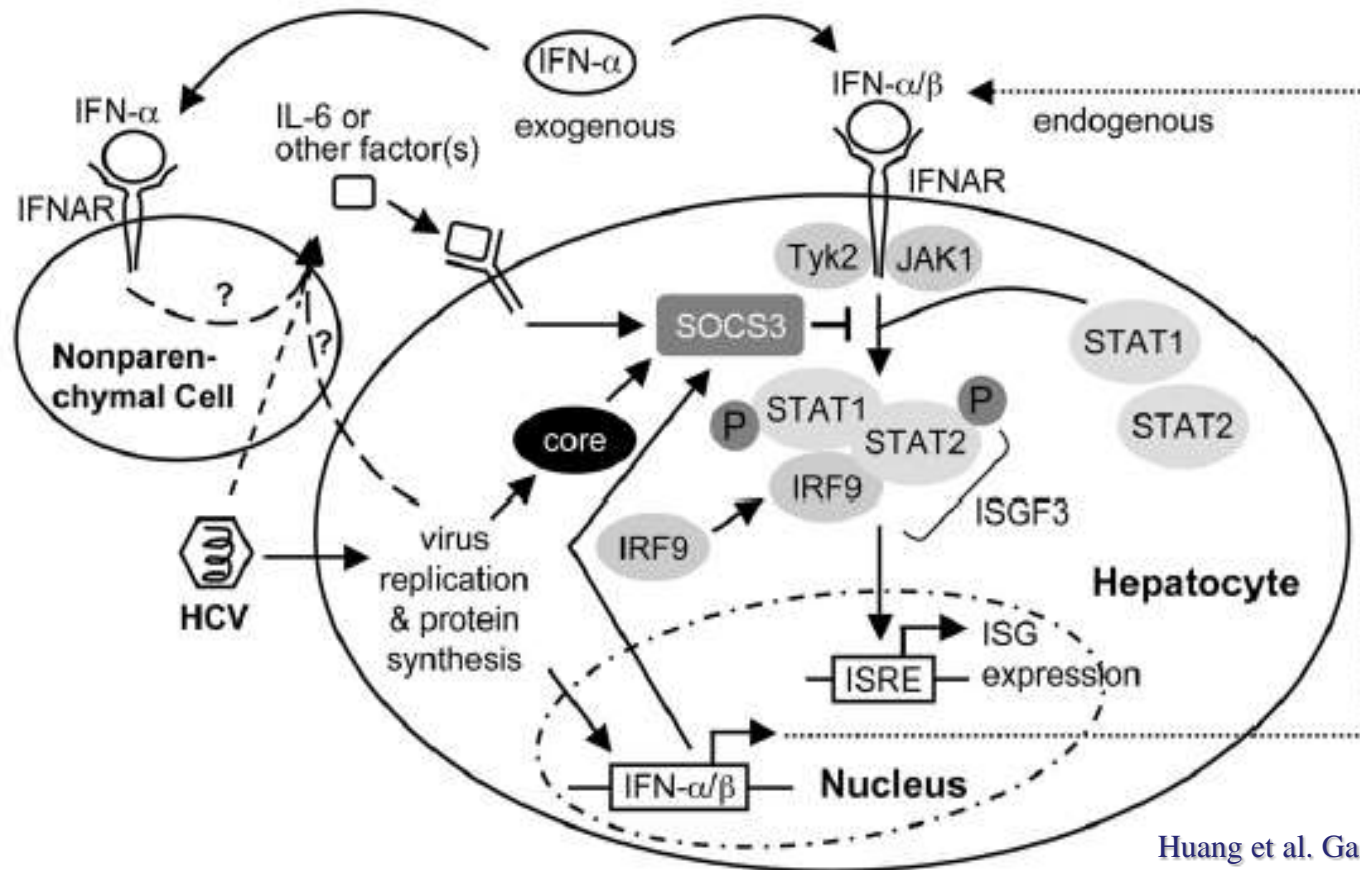 IFN-α
exogenous
IFN-α
IFNAR
IL-6 or
other factor(s)
IFN-α/β
endogenous
IFNAR
Tyk2
JAK1
?
?
Nonparen-
chymal Cell
SOCS3
STAT1
STAT2
P
STAT1
P
STAT2
core
IRF9
IRF9
ISGF3
HCV
virus
replication
& protein
synthesis
Hepatocyte
ISG
expression
ISRE
IFN-α/β
Nucleus
Huang et al. Ga